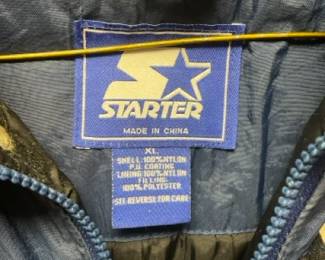 STARTER
MADE IN CHINA
XL
SHELL:100%NYLON
P.U. COATING
LINING:100%NYLON
FILLING:
100% POLYESTER
SEE REVERSE FOR CARE